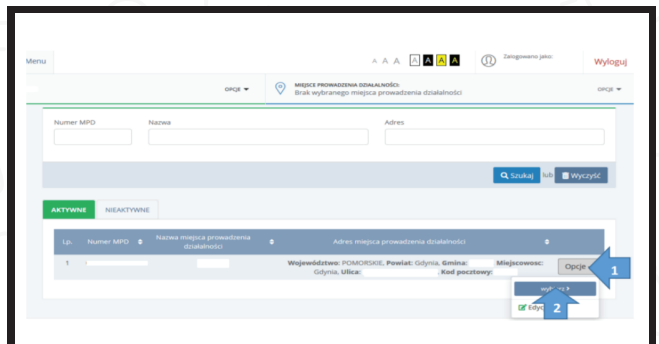 Menu A A A A A A A Zalogowano jako: Wyloguj
OPCJE MIEJSCE PROWADZENIA DZIAŁALNOŚCI: OPCJE
Brak wybranego miejsca prowadzenia działalności
Numer MPD Nazwa Adres
Szukaj lub Wyczyść
AKTYWNE NIEAKTYWNE
Lp. Numer MPD Nazwa miejsca prowadzenia działalności Adres miejsca prowadzenia działalności
1 Województwo: POMORSKIE, Powiat: Gdynia, Gmina: Miejscowosc: Opcje 1
Gdynia, Ulica: , Kod pocztowy:
2